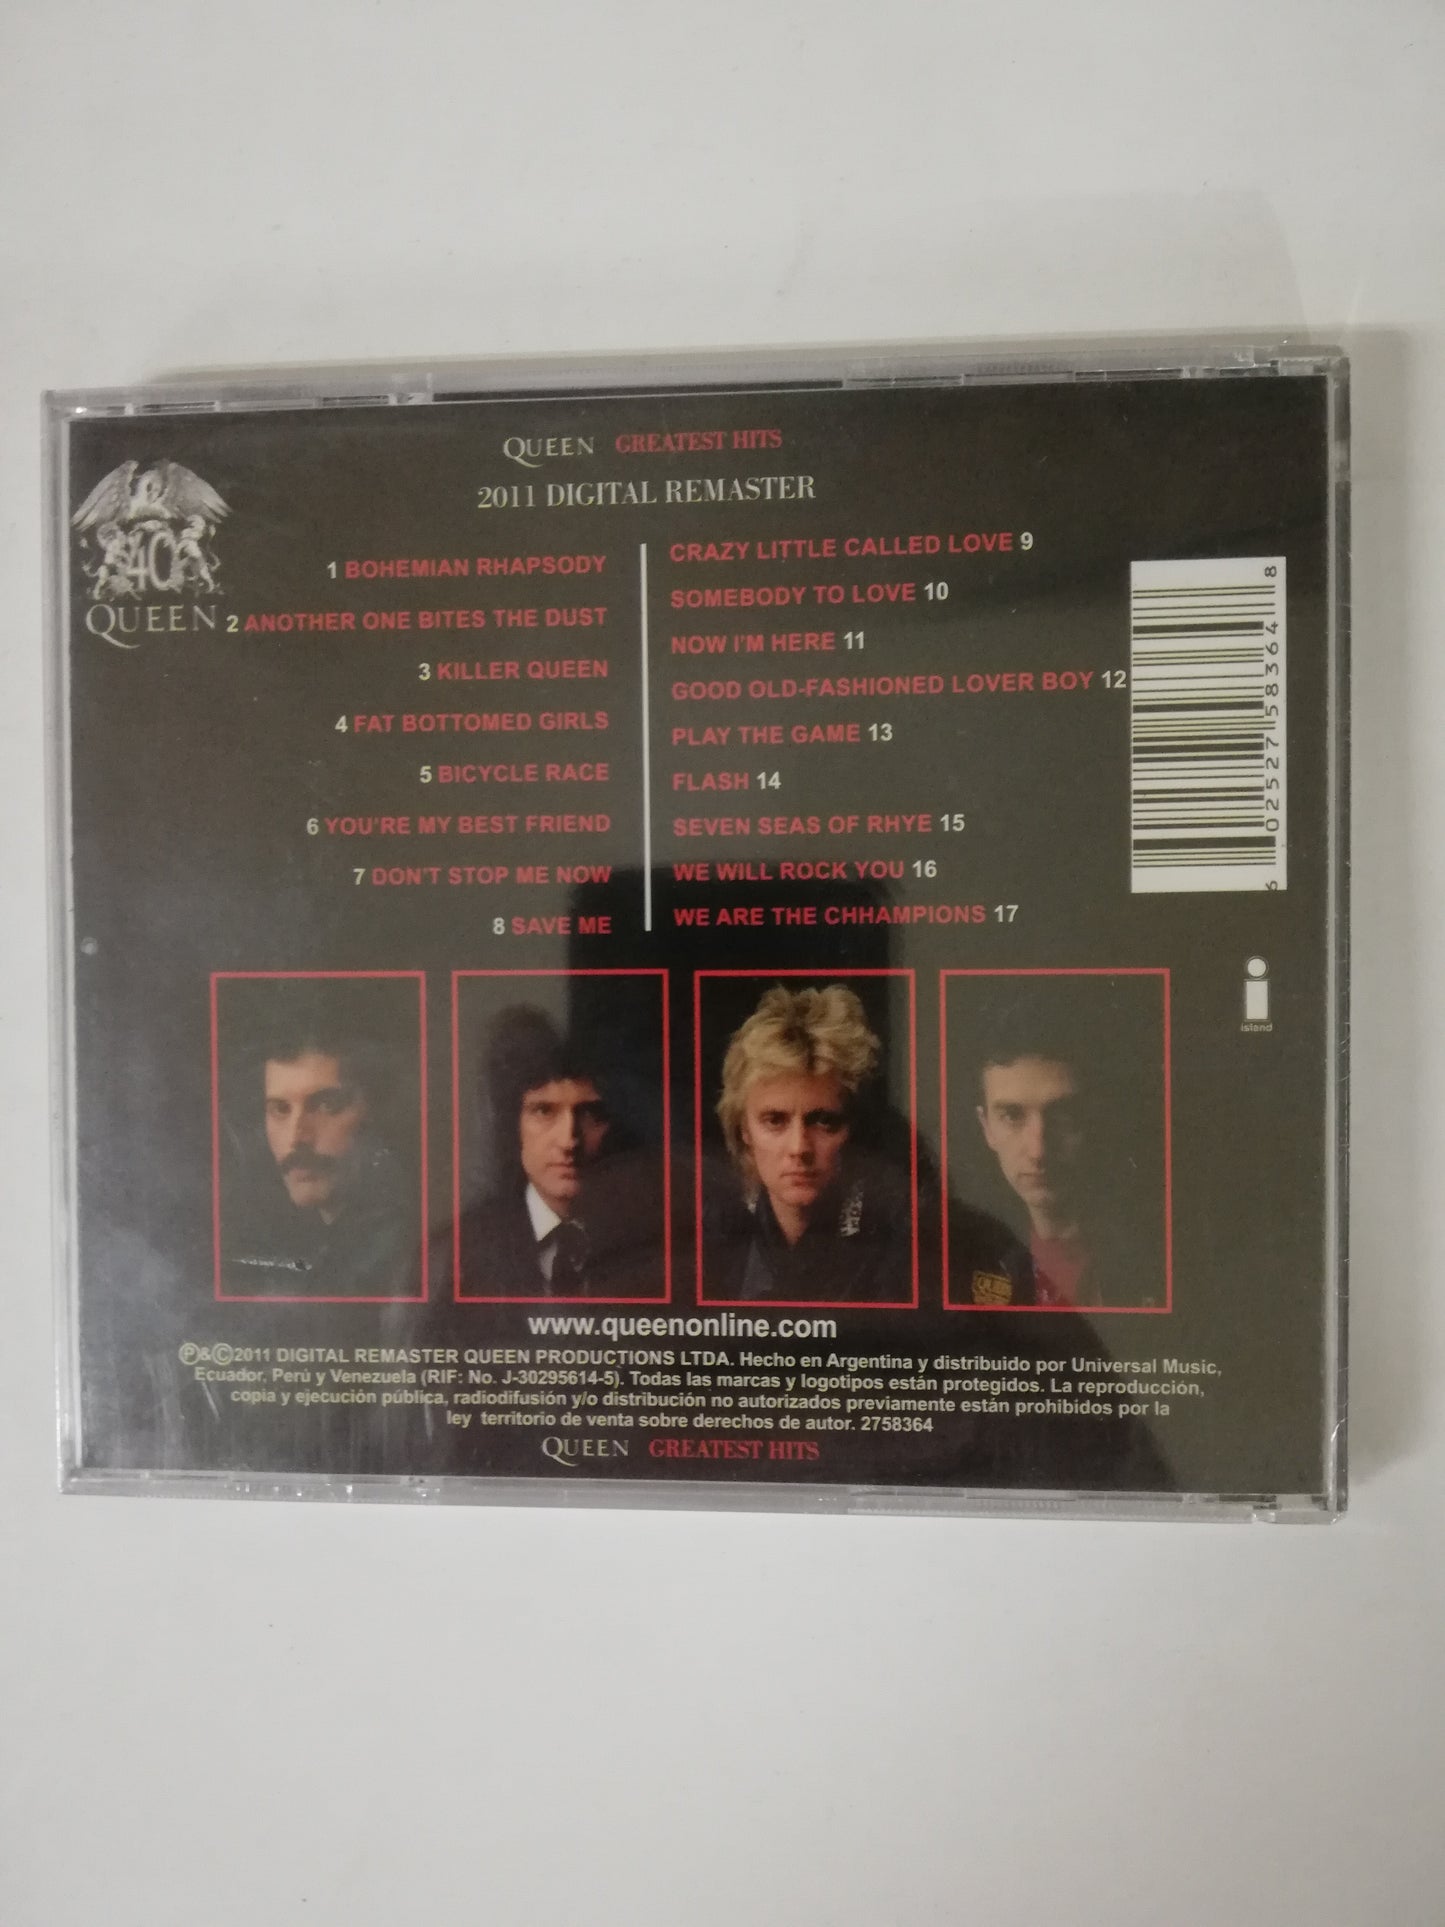 QUEEN GREATEST HITS
2011 DIGITAL REMASTER
40
QUEEN
1 BOHEMIAN RHAPSODY
2 ANOTHER ONE BITES THE DUST
3 KILLER QUEEN
4 FAT BOTTOMED GIRLS
5 BICYCLE RACE
6 YOU'RE MY BEST FRIEND
7 DON'T STOP ME NOW
8 SAVE ME
CRAZY LITTLE CALLED LOVE 9
SOMEBODY TO LOVE 10
NOW I'M HERE 11
GOOD OLD-FASHIONED LOVER BOY 12
PLAY THE GAME 13
FLASH 14
SEVEN SEAS OF RHYE 15
WE WILL ROCK YOU 16
WE ARE THE CHHAMPIONS 17
6 02527 58364 8
island
QUEEN
www.queenonline.com
Ⓟ&Ⓒ2011 DIGITAL REMASTER QUEEN PRODUCTIONS LTDA. Hecho en Argentina y distribuido por Universal Music,
Ecuador, Perú y Venezuela (RIF: No. J-30295614-5). Todas las marcas y logotipos están protegidos. La reproducción,
copia y ejecución pública, radiodifusión y/o distribución no autorizados previamente están prohibidos por la
ley territorio de venta sobre derechos de autor. 2758364
QUEEN GREATEST HITS